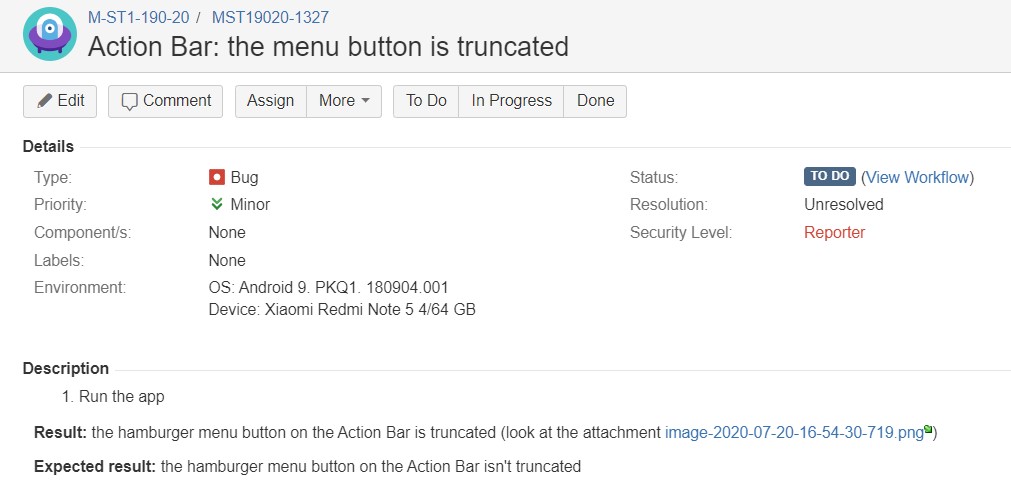 M-ST1-190-20 / MST19020-1327
Action Bar: the menu button is truncated
Edit Comment Assign More To Do In Progress Done
Details
Type: Bug Status: TO DO (View Workflow)
Priority: Minor Resolution: Unresolved
Component/s: None Security Level: Reporter
Labels: None
Environment: OS: Android 9. PKQ1. 180904.001
Device: Xiaomi Redmi Note 5 4/64 GB
Description
1. Run the app
Result: the hamburger menu button on the Action Bar is truncated (look at the attachment image-2020-07-20-16-54-30-719.png)
Expected result: the hamburger menu button on the Action Bar isn't truncated